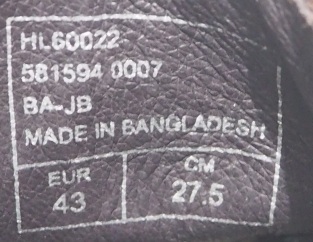 HL60022
581594 0007
BA-JB
MADE IN BANGLADESH
EUR CM
43 27.5